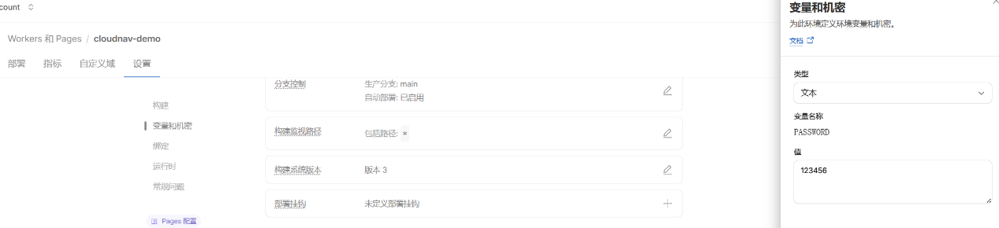 count
Workers 和 Pages / cloudnav-demo
部署 指标 自定义域 设置
构建
变量和机密
绑定
运行时
常规问题
Pages 配置
分支控制 生产分支: main
自动部署: 已启用
构建监视路径 包括路径: *
构建系统版本 版本 3
部署挂钩 未定义部署挂钩
变量和机密
为此环境定义环境变量和机密。
文档
类型
文本
变量名称
PASSWORD
值
123456